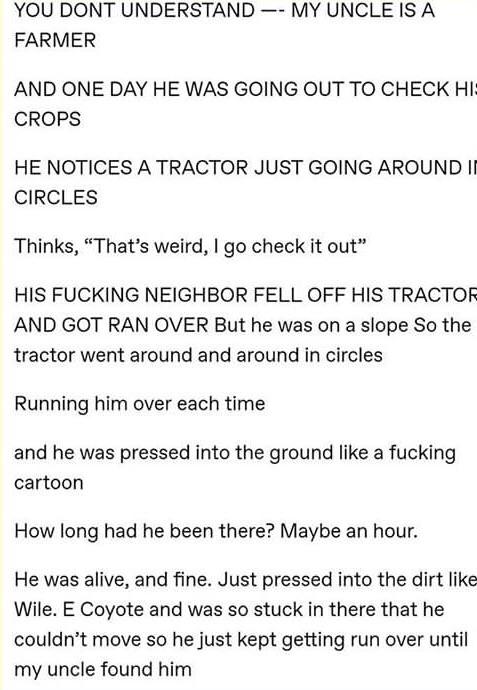 YOU DONT UNDERSTAND —- MY UNCLE IS A
FARMER
AND ONE DAY HE WAS GOING OUT TO CHECK HIS
CROPS
HE NOTICES A TRACTOR JUST GOING AROUND IN
CIRCLES
Thinks, “That’s weird, I go check it out”
HIS FUCKING NEIGHBOR FELL OFF HIS TRACTOR
AND GOT RAN OVER But he was on a slope So the
tractor went around and around in circles
Running him over each time
and he was pressed into the ground like a fucking
cartoon
How long had he been there? Maybe an hour.
He was alive, and fine. Just pressed into the dirt like
Wile. E Coyote and was so stuck in there that he
couldn’t move so he just kept getting run over until
my uncle found him